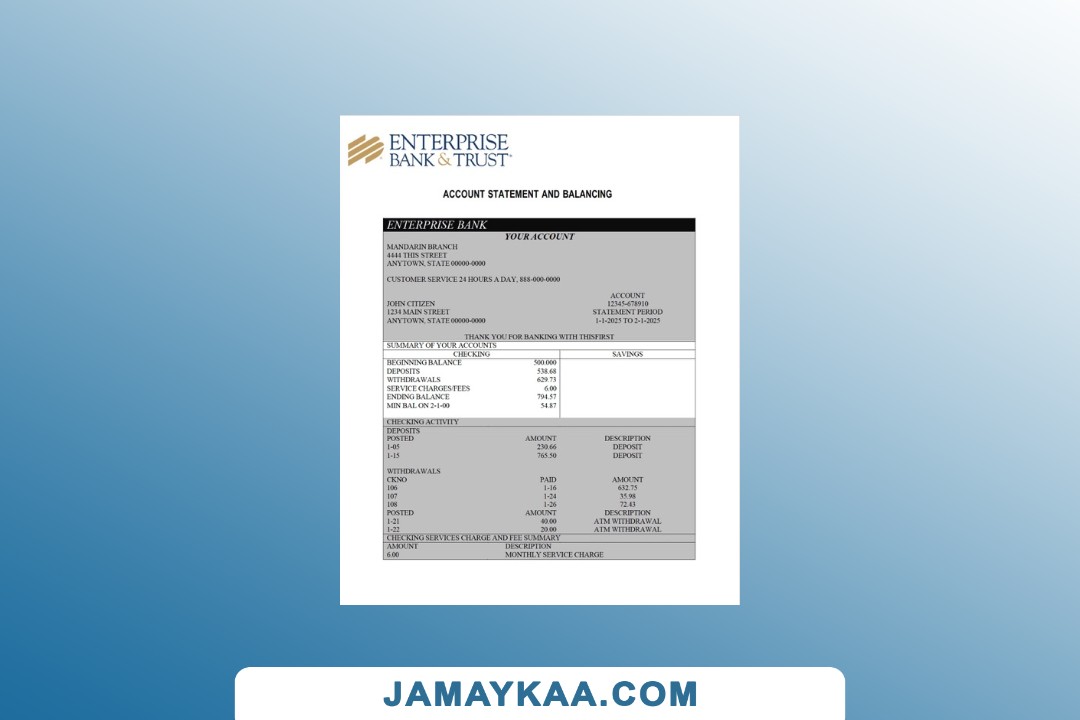 ENTERPRISE
BANK & TRUST
ACCOUNT STATEMENT AND BALANCING
ENTERPRISE BANK
YOUR ACCOUNT
MANDARIN BRANCH
4444 THIS STREET
ANYTOWN, STATE 00000-0000
CUSTOMER SERVICE 24 HOURS A DAY, 888-000-0000
ACCOUNT
JOHN CITIZEN 12345-678910
1234 MAIN STREET STATEMENT PERIOD
ANYTOWN, STATE 00000-0000 1-1-2025 TO 2-1-2025
THANK YOU FOR BANKING WITH THISFIRST
SUMMARY OF YOUR ACCOUNTS
CHECKING SAVINGS
BEGINNING BALANCE 500.000
DEPOSITS 538.68
WITHDRAWALS 629.73
SERVICE CHARGES/FEES 6.00
ENDING BALANCE 794.57
MIN BAL ON 2-1-00 54.87
CHECKING ACTIVITY
DEPOSITS
POSTED AMOUNT DESCRIPTION
1-05 230.66 DEPOSIT
1-15 765.50 DEPOSIT
WITHDRAWALS
CKNO PAID AMOUNT
106 1-16 632.75
107 1-24 35.98
108 1-26 72.43
POSTED AMOUNT DESCRIPTION
1-21 40.00 ATM WITHDRAWAL
1-22 20.00 ATM WITHDRAWAL
CHECKING SERVICES CHARGE AND FEE SUMMARY
AMOUNT DESCRIPTION
6.00 MONTHLY SERVICE CHARGE
JAMAYKAA.COM